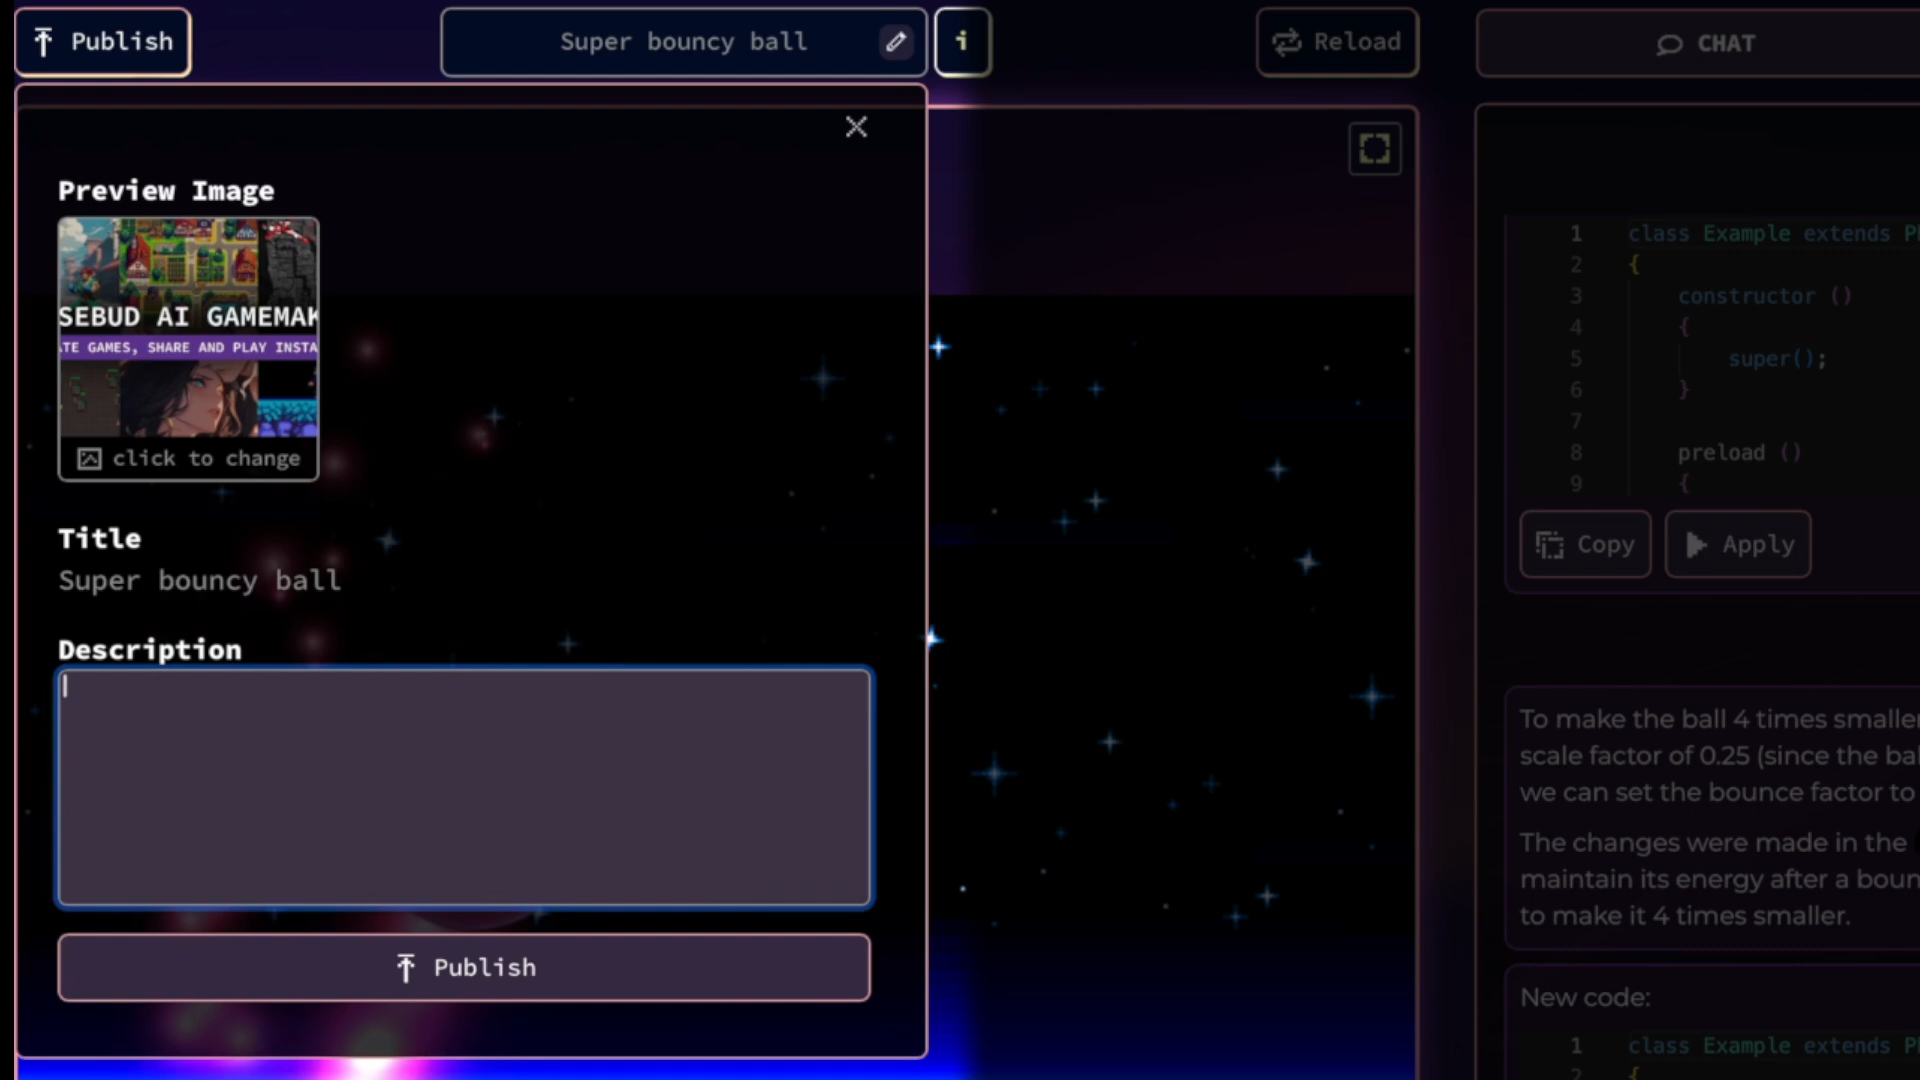 Publish
Super bouncy ball
i
Reload
CHAT
Preview Image
SEBUD AI GAMEMAK
TE GAMES, SHARE AND PLAY INSTA
click to change
Title
Super bouncy ball
Description
Publish
1 class Example extends P
2 {
3 constructor ()
4 {
5 super();
6 }
7
8 preload ()
9 {
Copy
Apply
To make the ball 4 times smaller
scale factor of 0.25 (since the bal
we can set the bounce factor to
The changes were made in the
maintain its energy after a boun
to make it 4 times smaller.
New code:
1 class Example extends P
2 {